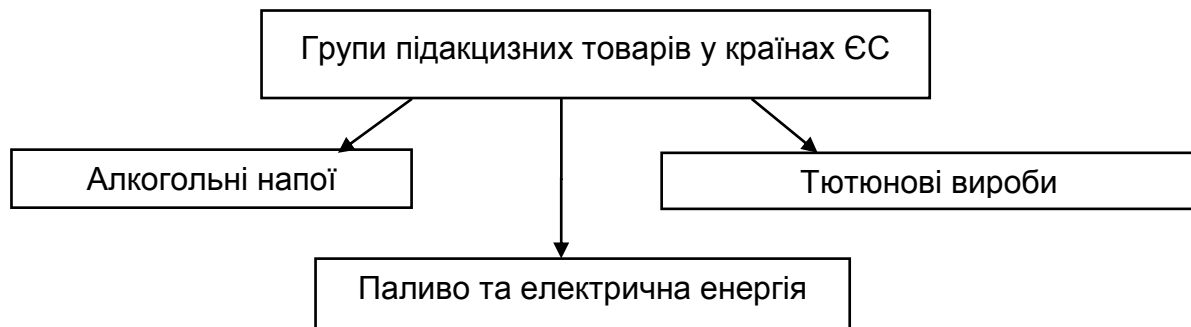 Групи підакцизних товарів у країнах ЄС
Алкогольні напої
Тютюнові вироби
Паливо та електрична енергія